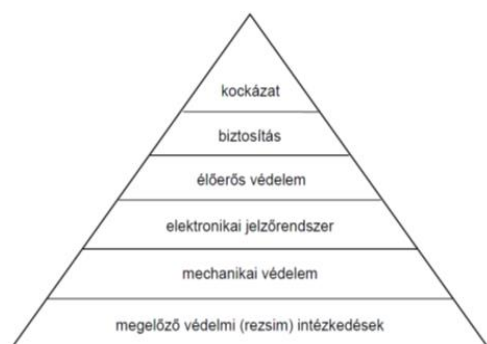 kockázat
biztosítás
élőerős védelem
elektronikai jelzőrendszer
mechanikai védelem
megelőző védelmi (rezsim) intézkedések